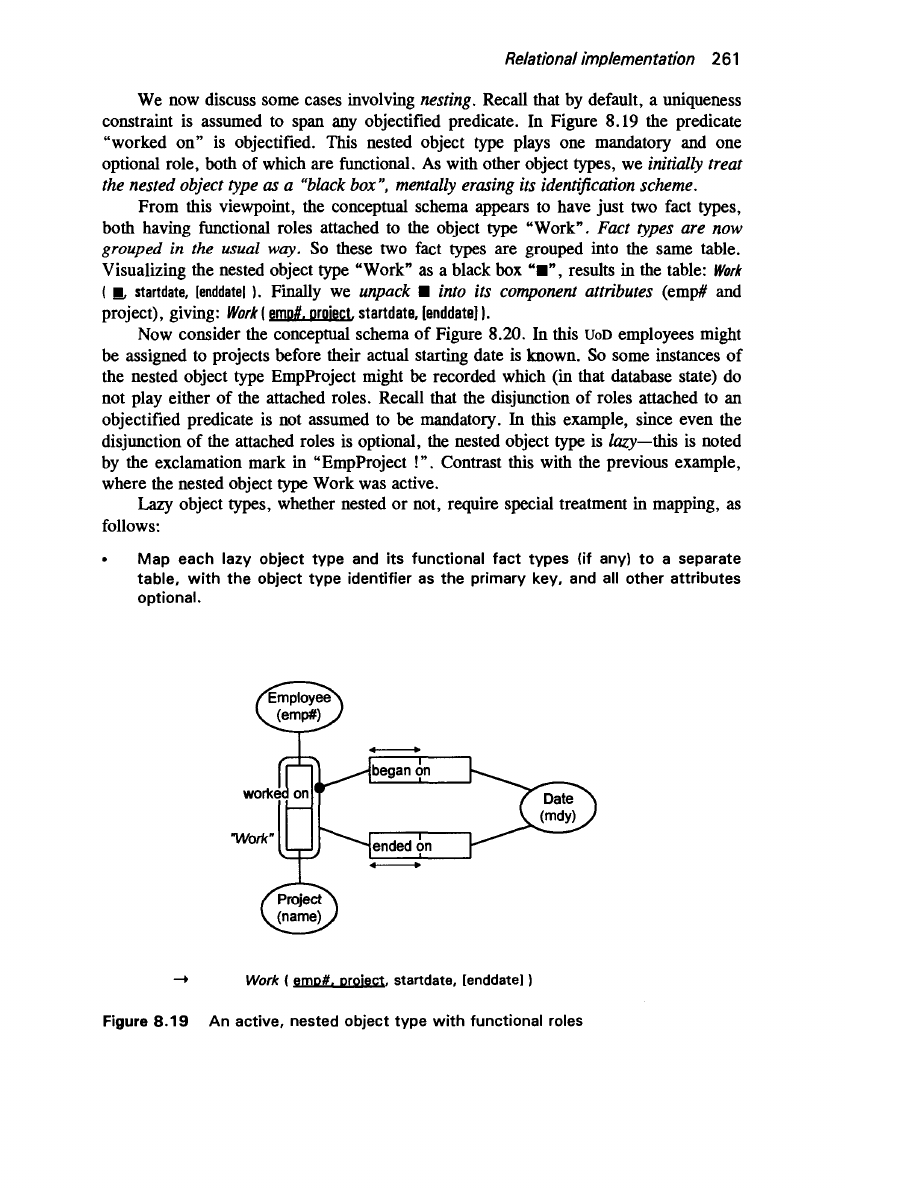 Relational implementation 261
We now discuss some cases involving nesting. Recall that by default, a uniqueness
constraint is assumed to span any objectified predicate. In Figure 8.19 the predicate
“worked on” is objectified. This nested object type plays one mandatory and one
optional role, both of which are functional. As with other object types, we initially treat
the nested object type as a “black box”, mentally erasing its identification scheme.
From this viewpoint, the conceptual schema appears to have just two fact types,
both having functional roles attached to the object type “Work”. Fact types are now
grouped in the usual way. So these two fact types are grouped into the same table.
Visualizing the nested object type “Work” as a black box “■”, results in the table: Work
( ■, startdate, [enddate] ). Finally we unpack ■ into its component attributes (emp# and
project), giving: Work ( emp#, project, startdate, [enddate] ).
Now consider the conceptual schema of Figure 8.20. In this UoD employees might
be assigned to projects before their actual starting date is known. So some instances of
the nested object type EmpProject might be recorded which (in that database state) do
not play either of the attached roles. Recall that the disjunction of roles attached to an
objectified predicate is not assumed to be mandatory. In this example, since even the
disjunction of the attached roles is optional, the nested object type is lazy—this is noted
by the exclamation mark in “EmpProject !”. Contrast this with the previous example,
where the nested object type Work was active.
Lazy object types, whether nested or not, require special treatment in mapping, as
follows:
• Map each lazy object type and its functional fact types (if any) to a separate
table, with the object type identifier as the primary key, and all other attributes
optional.
Employee
(emp#)
began on
worked on
Date
(mdy)
"Work"
ended on
Project
(name)
→ Work ( emp#, project, startdate, [enddate] )
Figure 8.19 An active, nested object type with functional roles